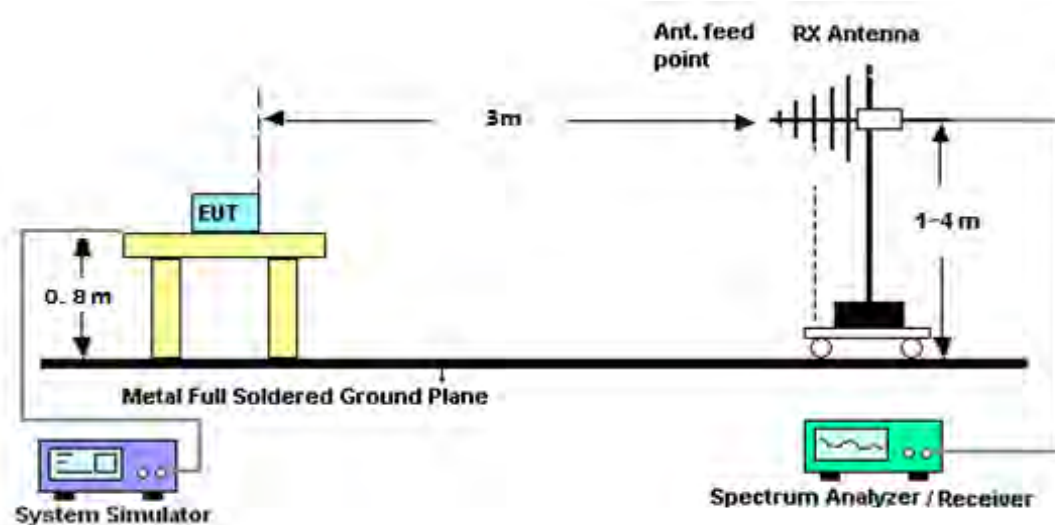 Ant. feed
point
RX Antenna
3m
EUT
1-4 m
0. 8 m
Metal Full Soldered Ground Plane
System Simulator
Spectrum Analyzer / Receiver